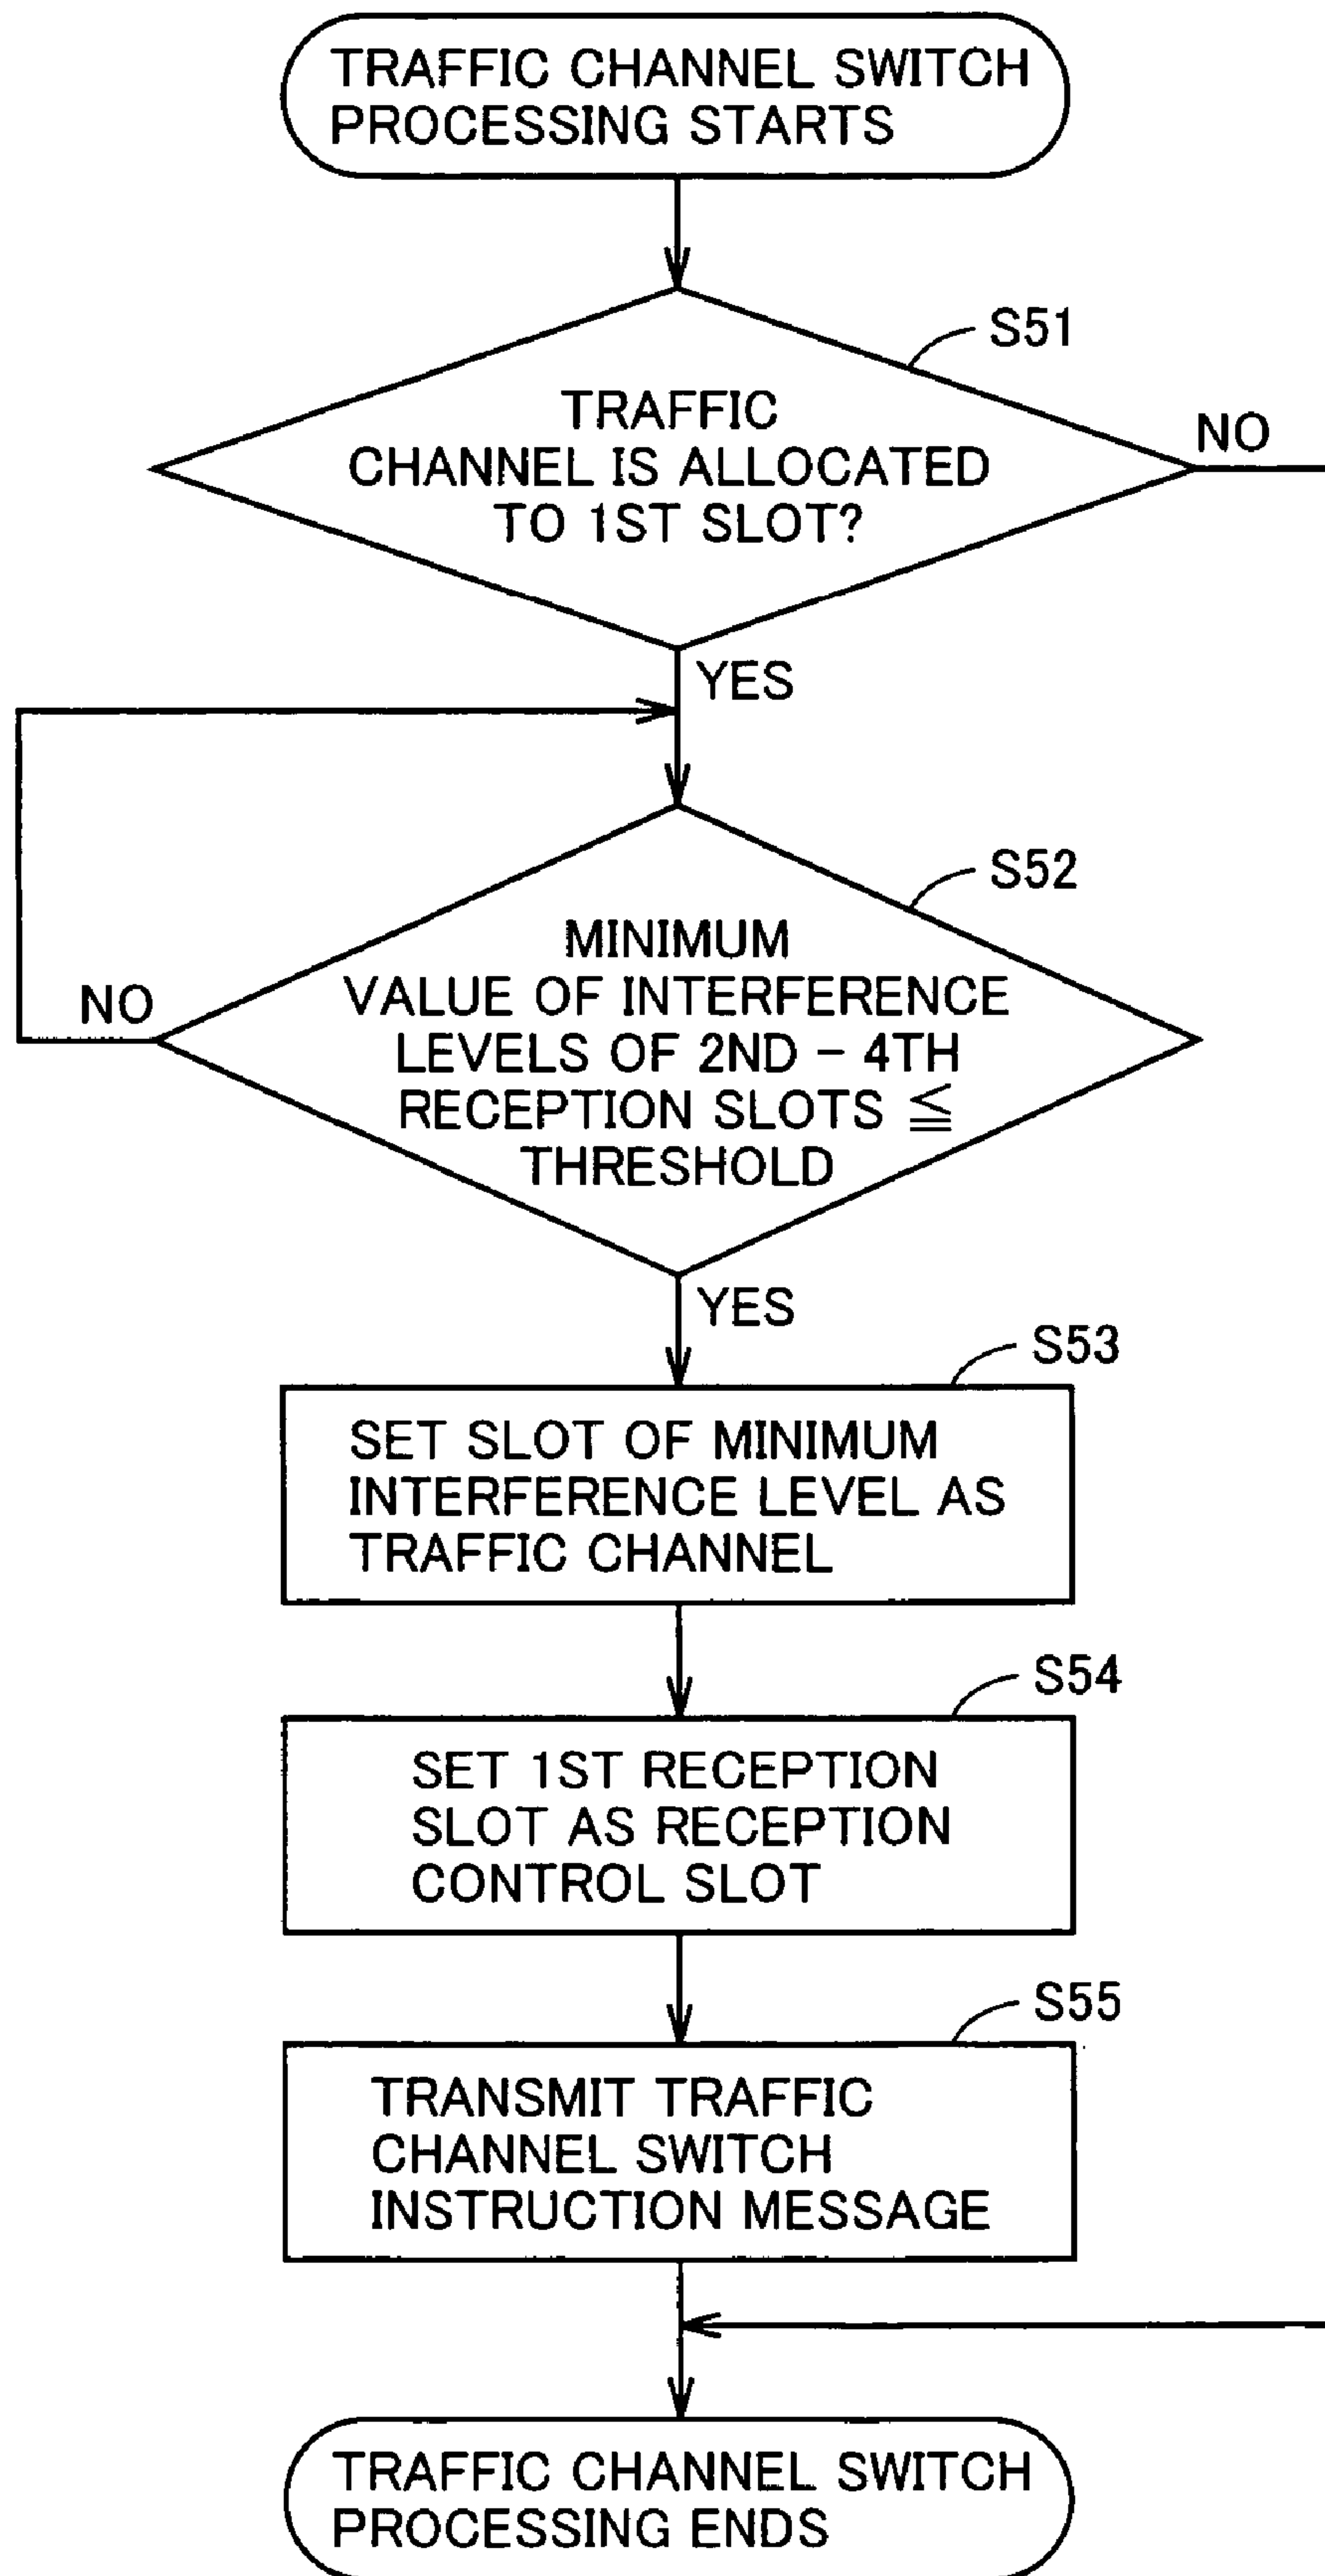 TRAFFIC CHANNEL SWITCH
PROCESSING STARTS
S51
TRAFFIC
CHANNEL IS ALLOCATED
TO 1ST SLOT?
NO
YES
S52
MINIMUM
VALUE OF INTERFERENCE
LEVELS OF 2ND – 4TH
RECEPTION SLOTS ≦
THRESHOLD
NO
YES
S53
SET SLOT OF MINIMUM
INTERFERENCE LEVEL AS
TRAFFIC CHANNEL
S54
SET 1ST RECEPTION
SLOT AS RECEPTION
CONTROL SLOT
S55
TRANSMIT TRAFFIC
CHANNEL SWITCH
INSTRUCTION MESSAGE
TRAFFIC CHANNEL SWITCH
PROCESSING ENDS